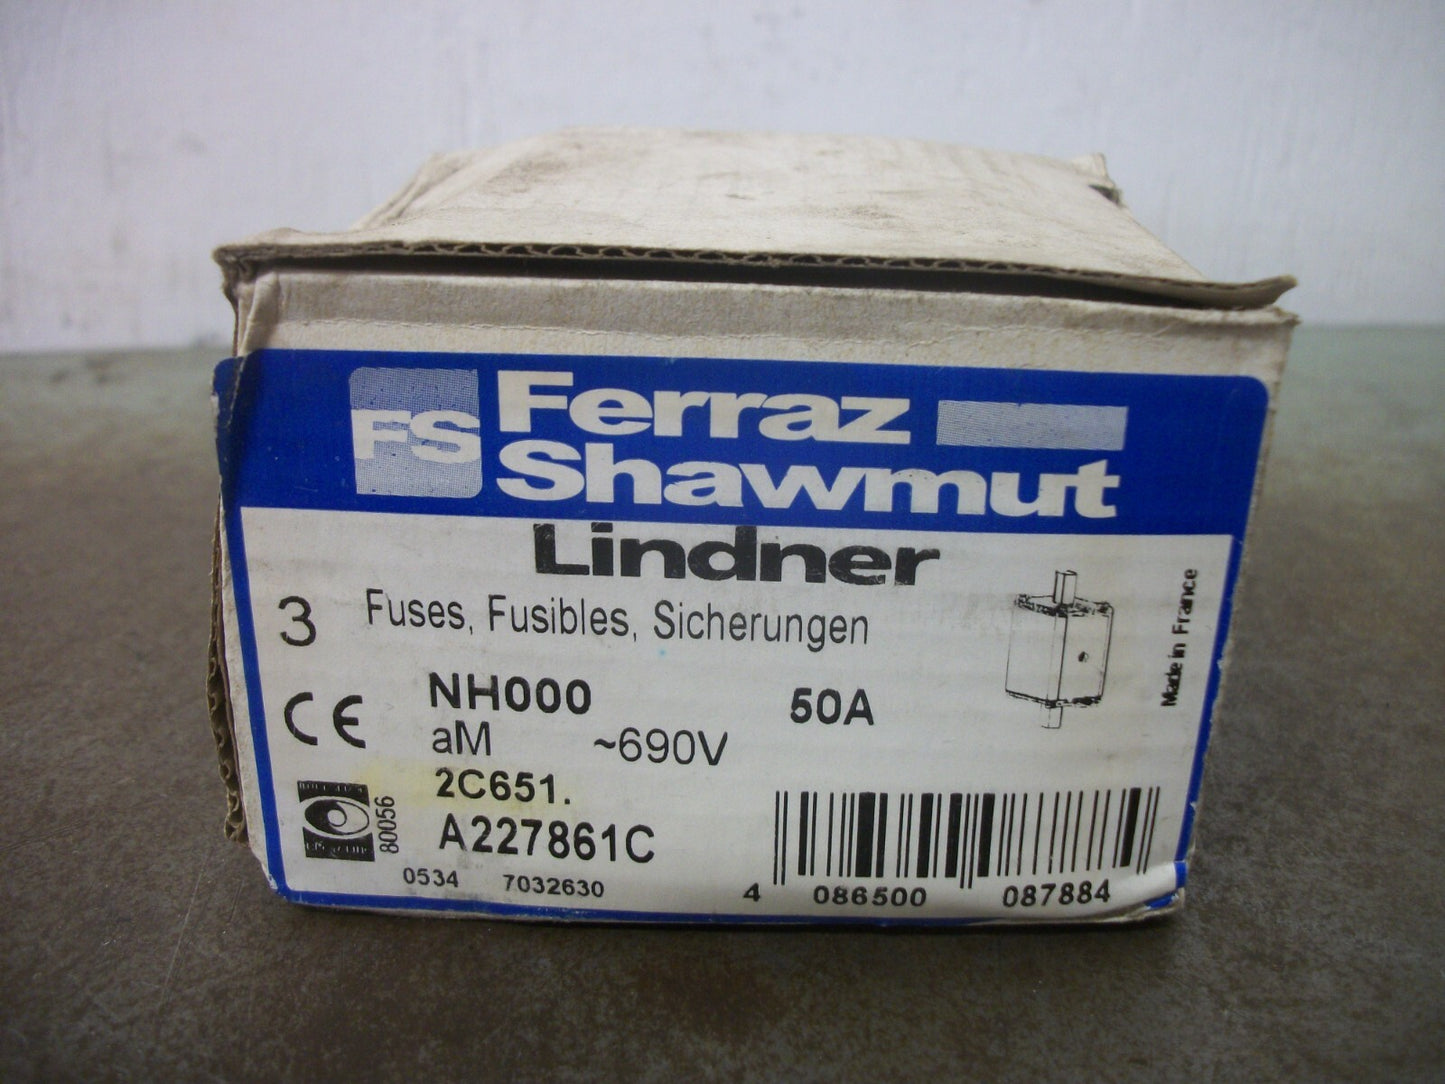 FS Ferraz
Shawmut
Lindner
3 Fuses, Fusibles, Sicherungen
Made in France
CE
NH000 50A
aM ~690V
2C651.
A227861C
80056
0534 7032630
4 086500 087884